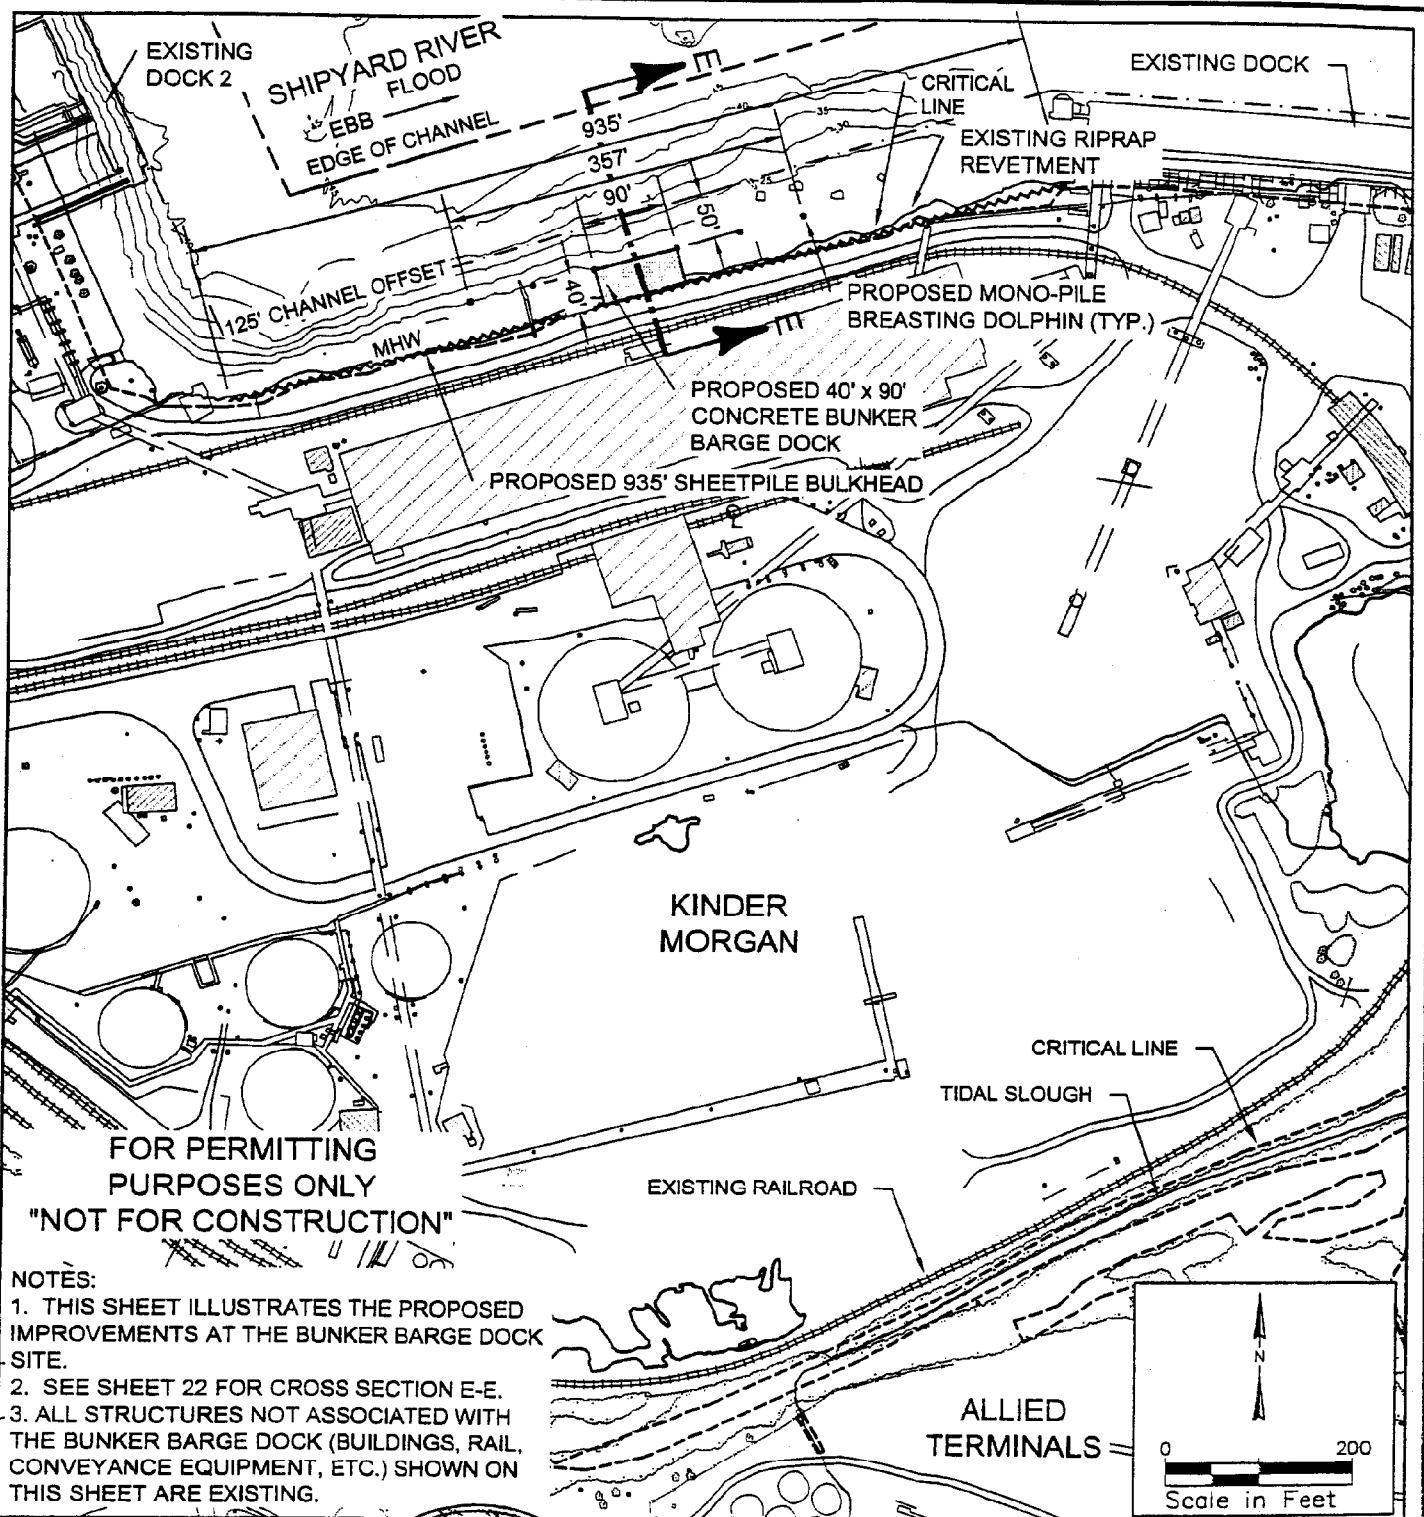 EXISTING
DOCK 2
SHIPYARD RIVER
FLOOD
EBB
EDGE OF CHANNEL
E
935'
357'
90'
50'
40'
45
40
35
30
25
CRITICAL
LINE
EXISTING DOCK
EXISTING RIPRAP
REVETMENT
125' CHANNEL OFFSET
MHW
E
PROPOSED MONO-PILE
BREASTING DOLPHIN (TYP.)
PROPOSED 40' x 90'
CONCRETE BUNKER
BARGE DOCK
PROPOSED 935' SHEETPILE BULKHEAD
KINDER
MORGAN
CRITICAL LINE
TIDAL SLOUGH
EXISTING RAILROAD
FOR PERMITTING
PURPOSES ONLY
"NOT FOR CONSTRUCTION"
NOTES:
1. THIS SHEET ILLUSTRATES THE PROPOSED
IMPROVEMENTS AT THE BUNKER BARGE DOCK
SITE.
2. SEE SHEET 22 FOR CROSS SECTION E-E.
3. ALL STRUCTURES NOT ASSOCIATED WITH
THE BUNKER BARGE DOCK (BUILDINGS, RAIL,
CONVEYANCE EQUIPMENT, ETC.) SHOWN ON
THIS SHEET ARE EXISTING.
ALLIED
TERMINALS
N
0 200
Scale in Feet